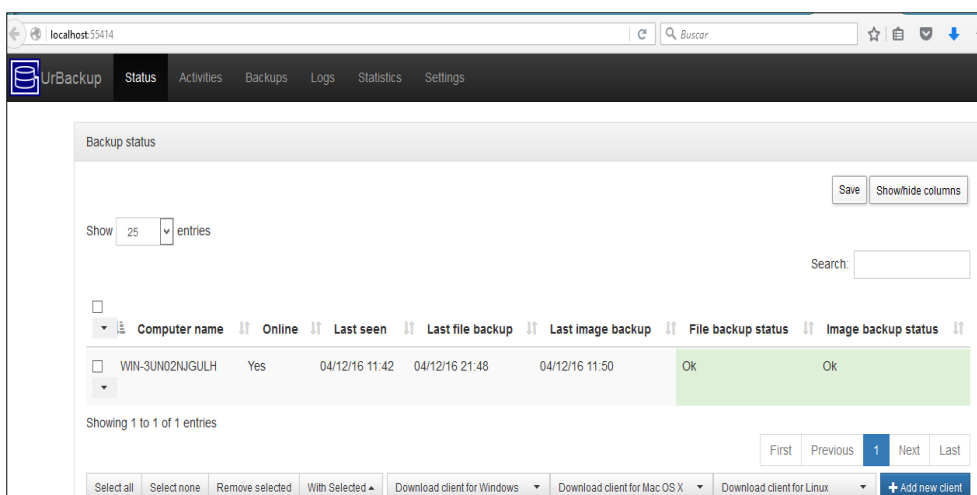 localhost:55414 Buscar
UrBackup Status Activities Backups Logs Statistics Settings
Backup status
Save Show/hide columns
Show 25 entries
Search:
Computer name Online Last seen Last file backup Last image backup File backup status Image backup status
WIN-3UN02NJGULH Yes 04/12/16 11:42 04/12/16 21:48 04/12/16 11:50 Ok Ok
Showing 1 to 1 of 1 entries
First Previous 1 Next Last
Select all Select none Remove selected With Selected Download client for Windows Download client for Mac OS X Download client for Linux + Add new client